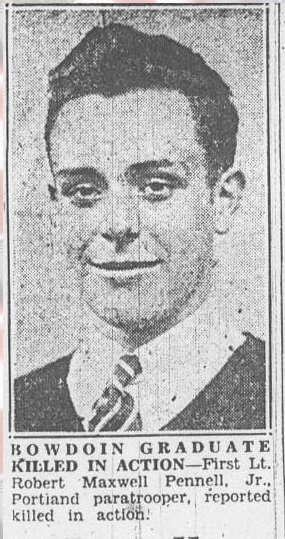 BOWDOIN GRADUATE
KILLED IN ACTION—First Lt.
Robert Maxwell Pennell, Jr.,
Portland paratrooper, reported
killed in action.